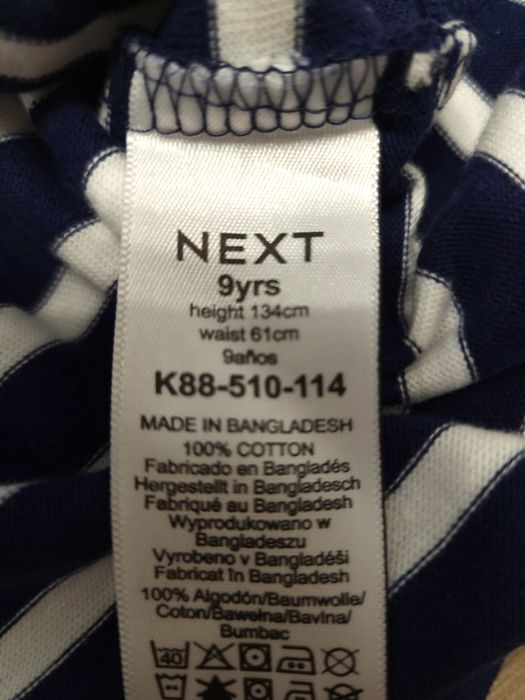 NEXT
9yrs
height 134cm
waist 61cm
9años
K88-510-114
MADE IN BANGLADESH
100% COTTON
Fabricado en Bangladés
Hergestellt in Bangladesch
Fabriqué au Bangladesh
Wyprodukowano w
Bangladeszu
Vyrobeno v Bangladéši
Fabricat în Bangladesh
100% Algodón/Baumwolle/
Coton/Bawełna/Bavlna/
Bumbac
40